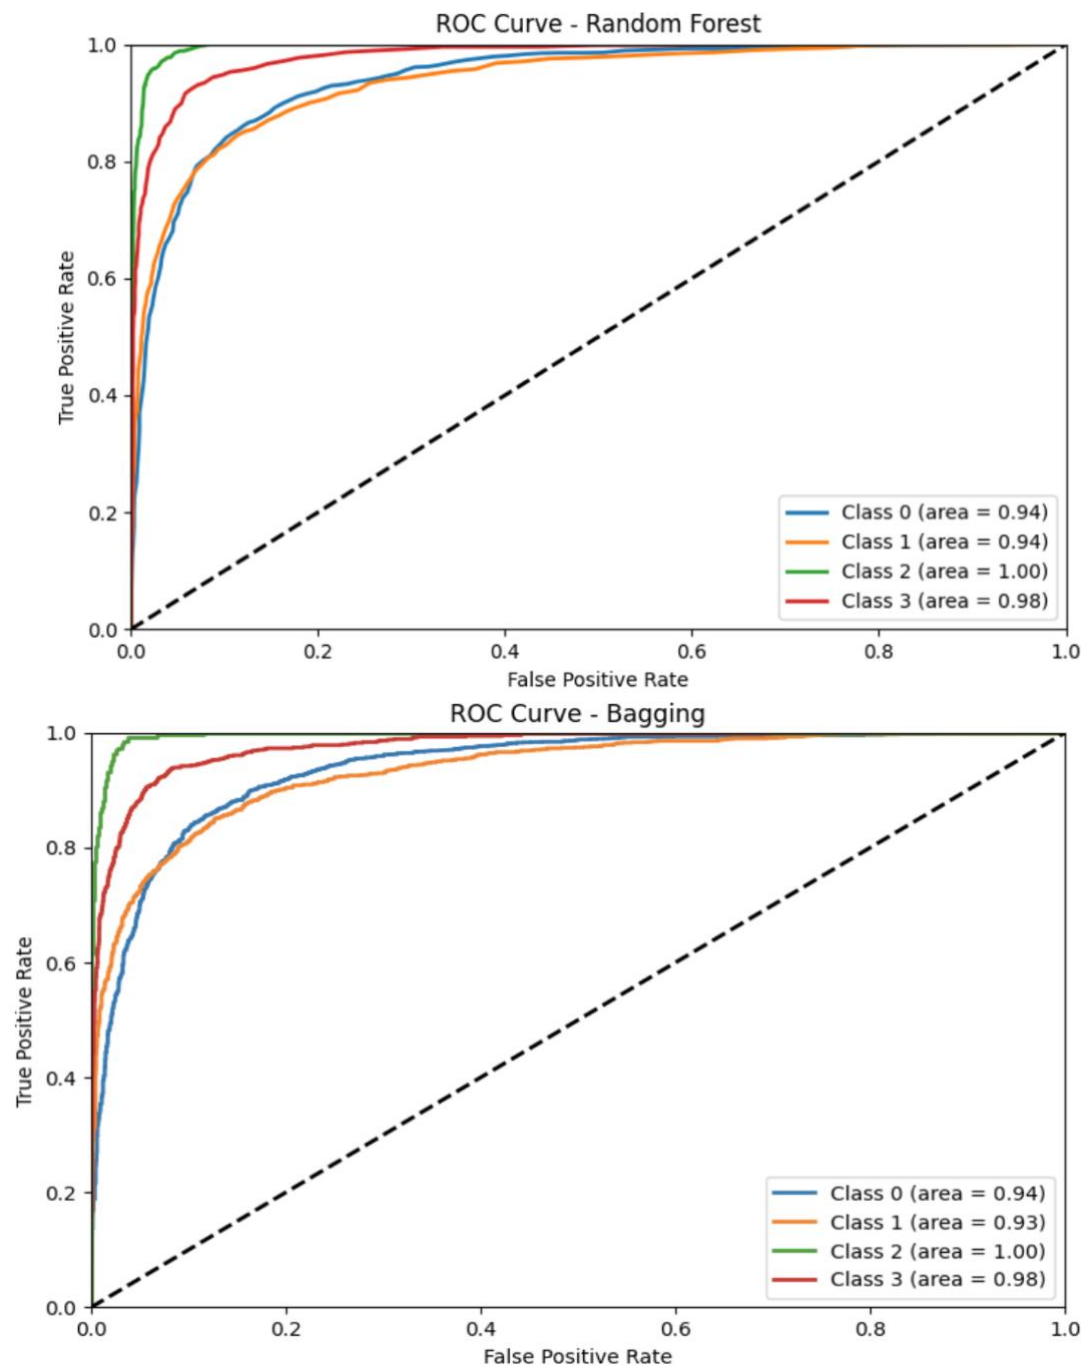 ROC Curve - Random Forest
1.0
0.8
0.6
0.4
0.2
0.0
True Positive Rate
Class 0 (area = 0.94)
Class 1 (area = 0.94)
Class 2 (area = 1.00)
Class 3 (area = 0.98)
0.0 0.2 0.4 0.6 0.8 1.0
False Positive Rate
ROC Curve - Bagging
1.0
0.8
0.6
0.4
0.2
0.0
True Positive Rate
Class 0 (area = 0.94)
Class 1 (area = 0.93)
Class 2 (area = 1.00)
Class 3 (area = 0.98)
0.0 0.2 0.4 0.6 0.8 1.0
False Positive Rate